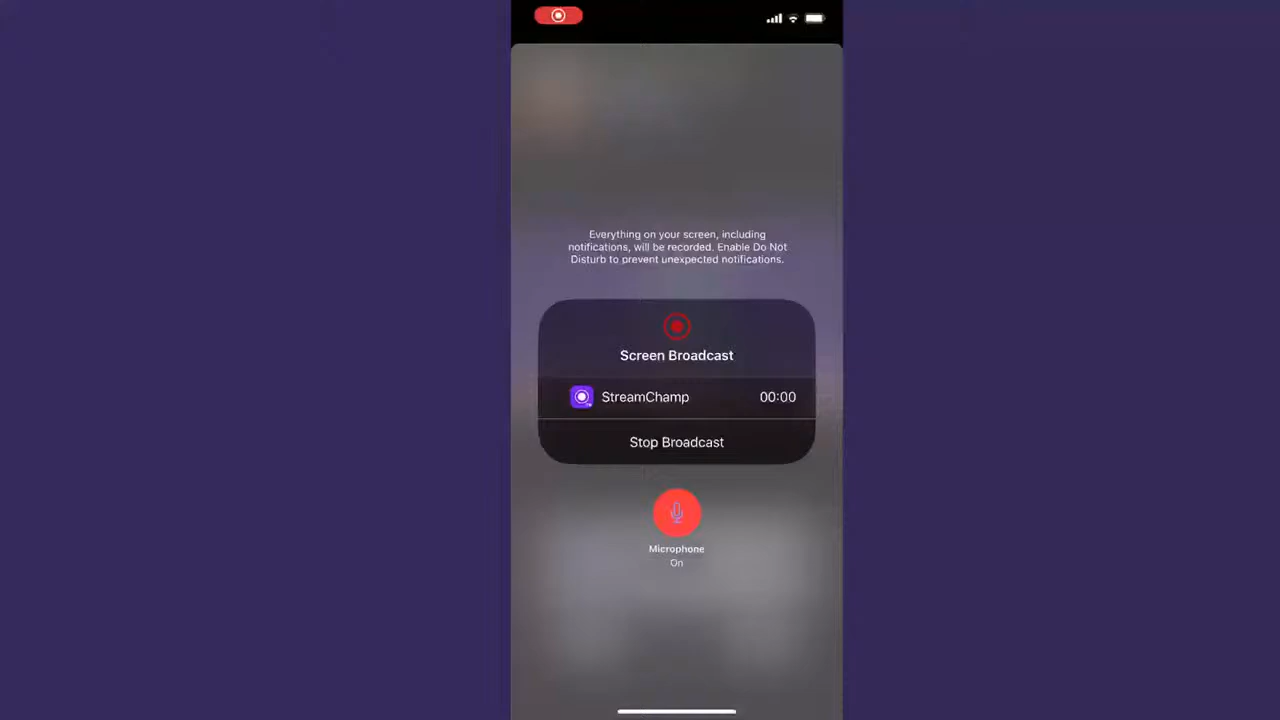 Everything on your screen, including
notifications, will be recorded. Enable Do Not
Disturb to prevent unexpected notifications.
Screen Broadcast
StreamChamp 00:00
Stop Broadcast
Microphone
On